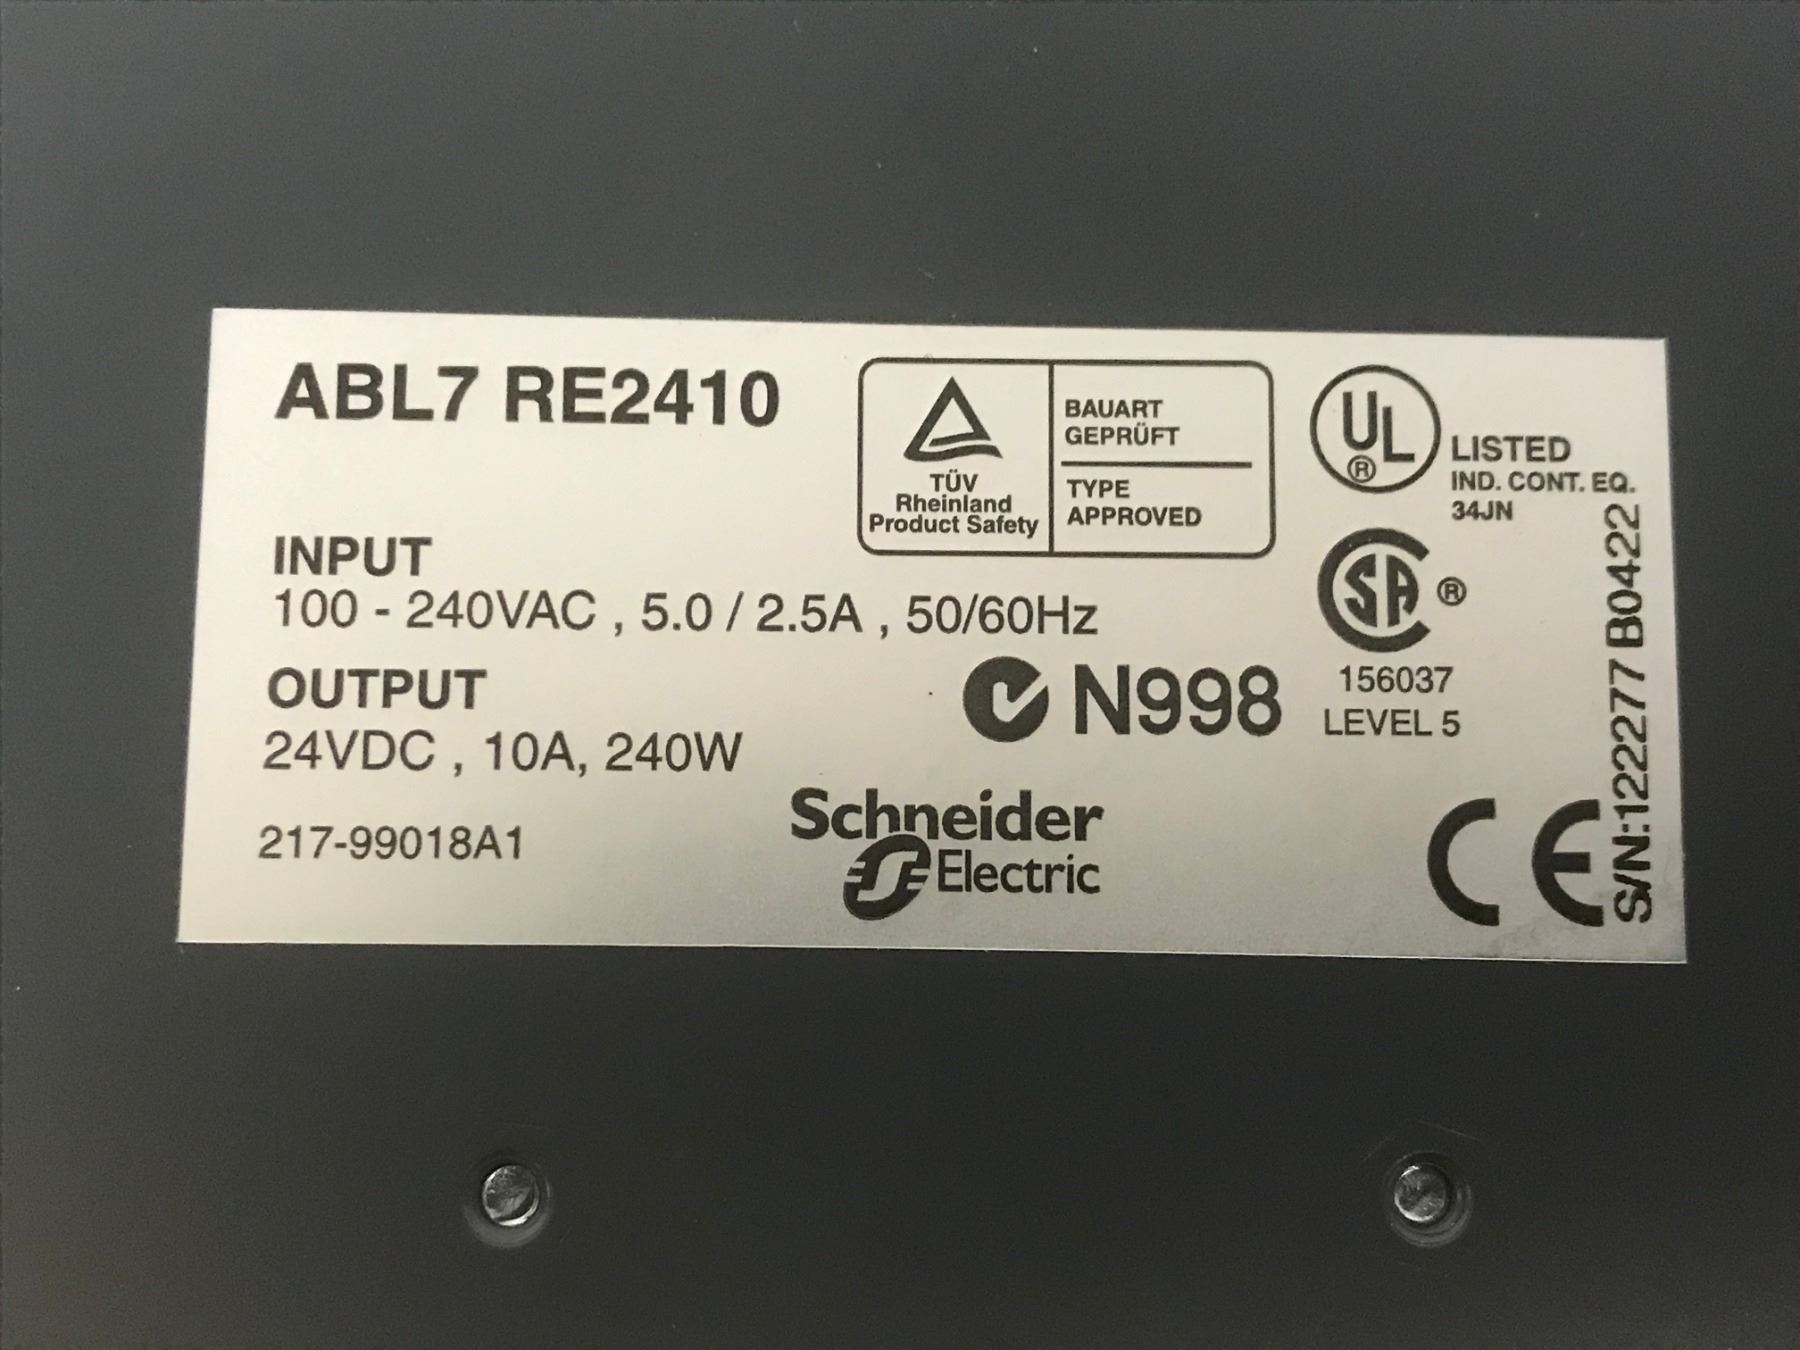 ABL7 RE2410
TÜV
Rheinland
Product Safety
BAUART
GEPRÜFT
TYPE
APPROVED
UL
®
LISTED
IND. CONT. EQ.
34JN
INPUT
100 - 240VAC , 5.0 / 2.5A , 50/60Hz
SA ®
156037
LEVEL 5
OUTPUT
24VDC , 10A, 240W
N998
217-99018A1
Schneider
Electric
CE
S/N:122277 B0422